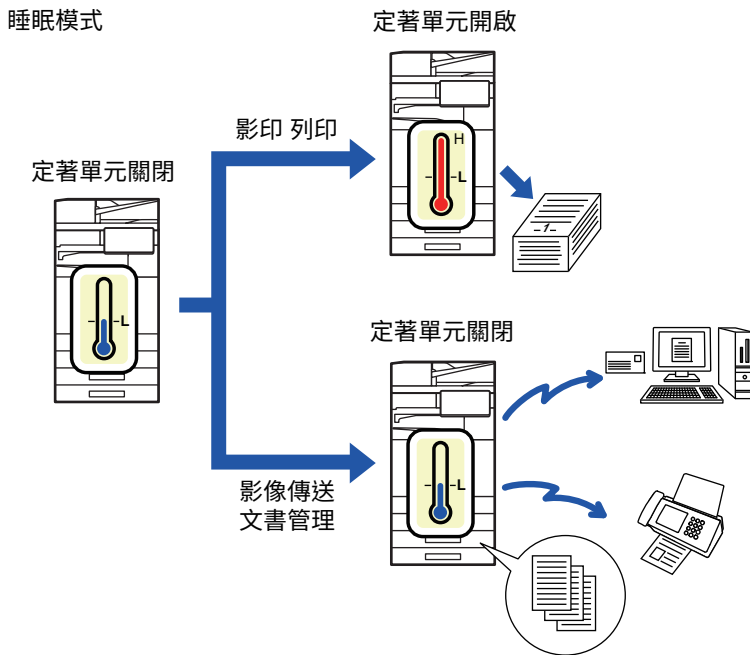 睡眠模式
定著單元開啟
影印 列印
定著單元關閉
H
L
-1-
L
定著單元關閉
影像傳送
文書管理
L